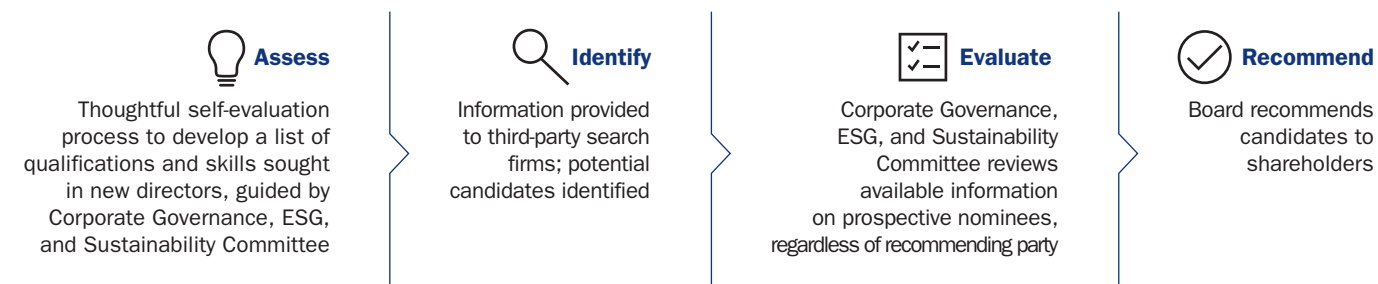 Assess
Thoughtful self-evaluation
process to develop a list of
qualifications and skills sought
in new directors, guided by
Corporate Governance, ESG,
and Sustainability Committee
Identify
Information provided
to third-party search
firms; potential
candidates identified
Evaluate
Corporate Governance,
ESG, and Sustainability
Committee reviews
available information
on prospective nominees,
regardless of recommending party
Recommend
Board recommends
candidates to
shareholders